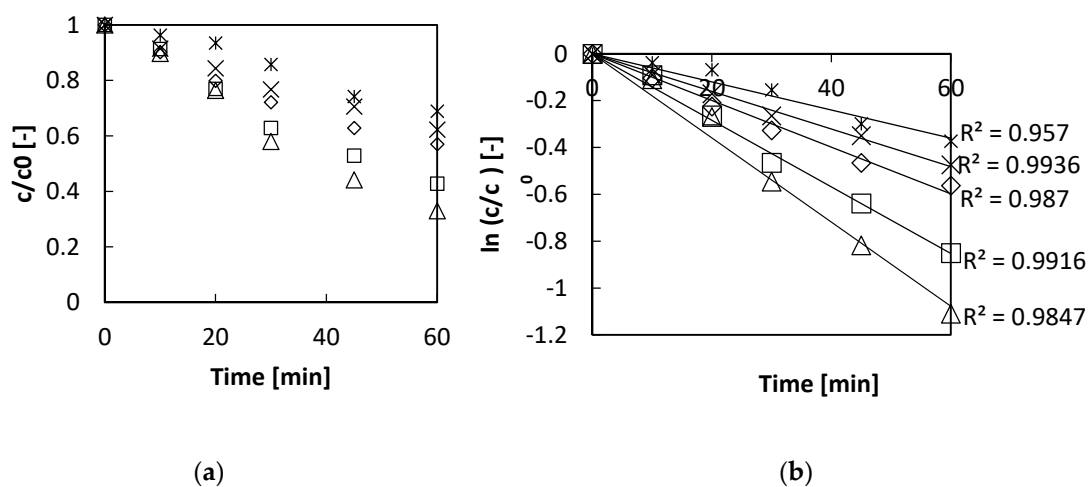 1
0.8
0.6
0.4
0.2
0
0 20 40 60
c/c0 [-]
Time [min]
(a)
0
-0.2
-0.4
-0.6
-0.8
-1
-1.2
0 20 40 60
ln (c/c0) [-]
Time [min]
R² = 0.957
R² = 0.9936
R² = 0.987
R² = 0.9916
R² = 0.9847
(b)